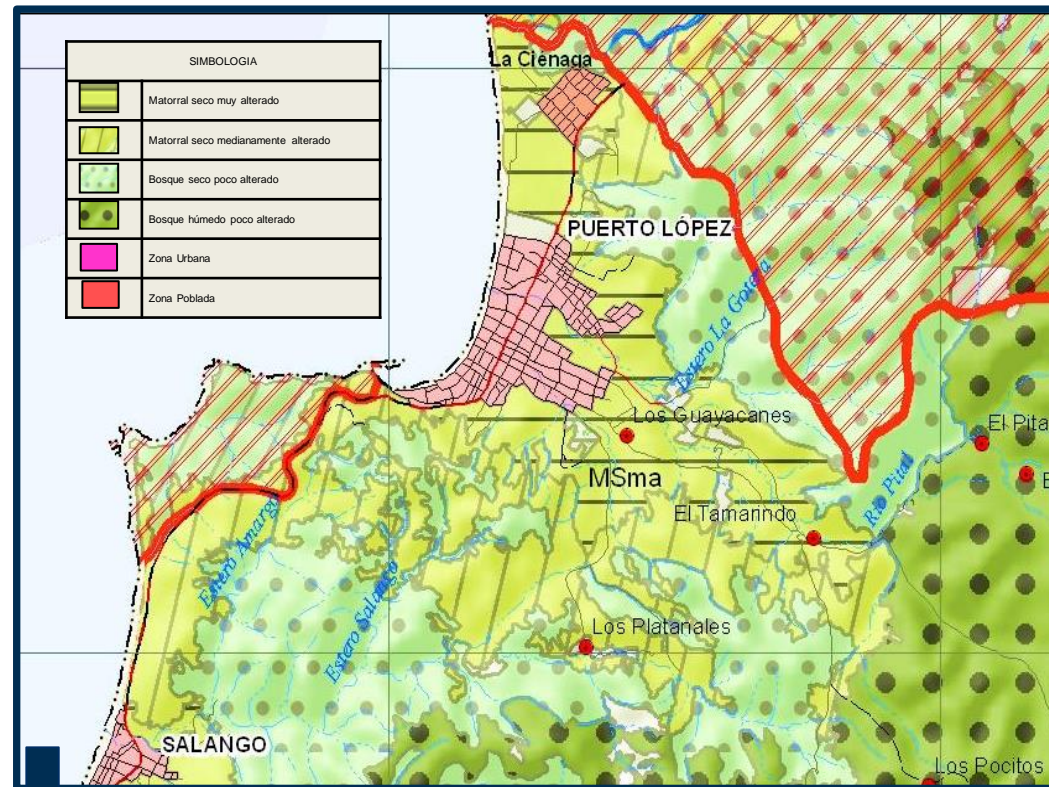 SIMBOLOGIA
Matorral seco muy alterado
Matorral seco medianamente alterado
Bosque seco poco alterado
Bosque húmedo poco alterado
Zona Urbana
Zona Poblada
La Ciénaga
PUERTO LÓPEZ
Estero La Gotera
Los Guayacanes
El Pita
E
MSma
El Tamarindo
Río Pital
Estero Amargo
Estero Salango
Los Platanales
SALANGO
Los Pocitos